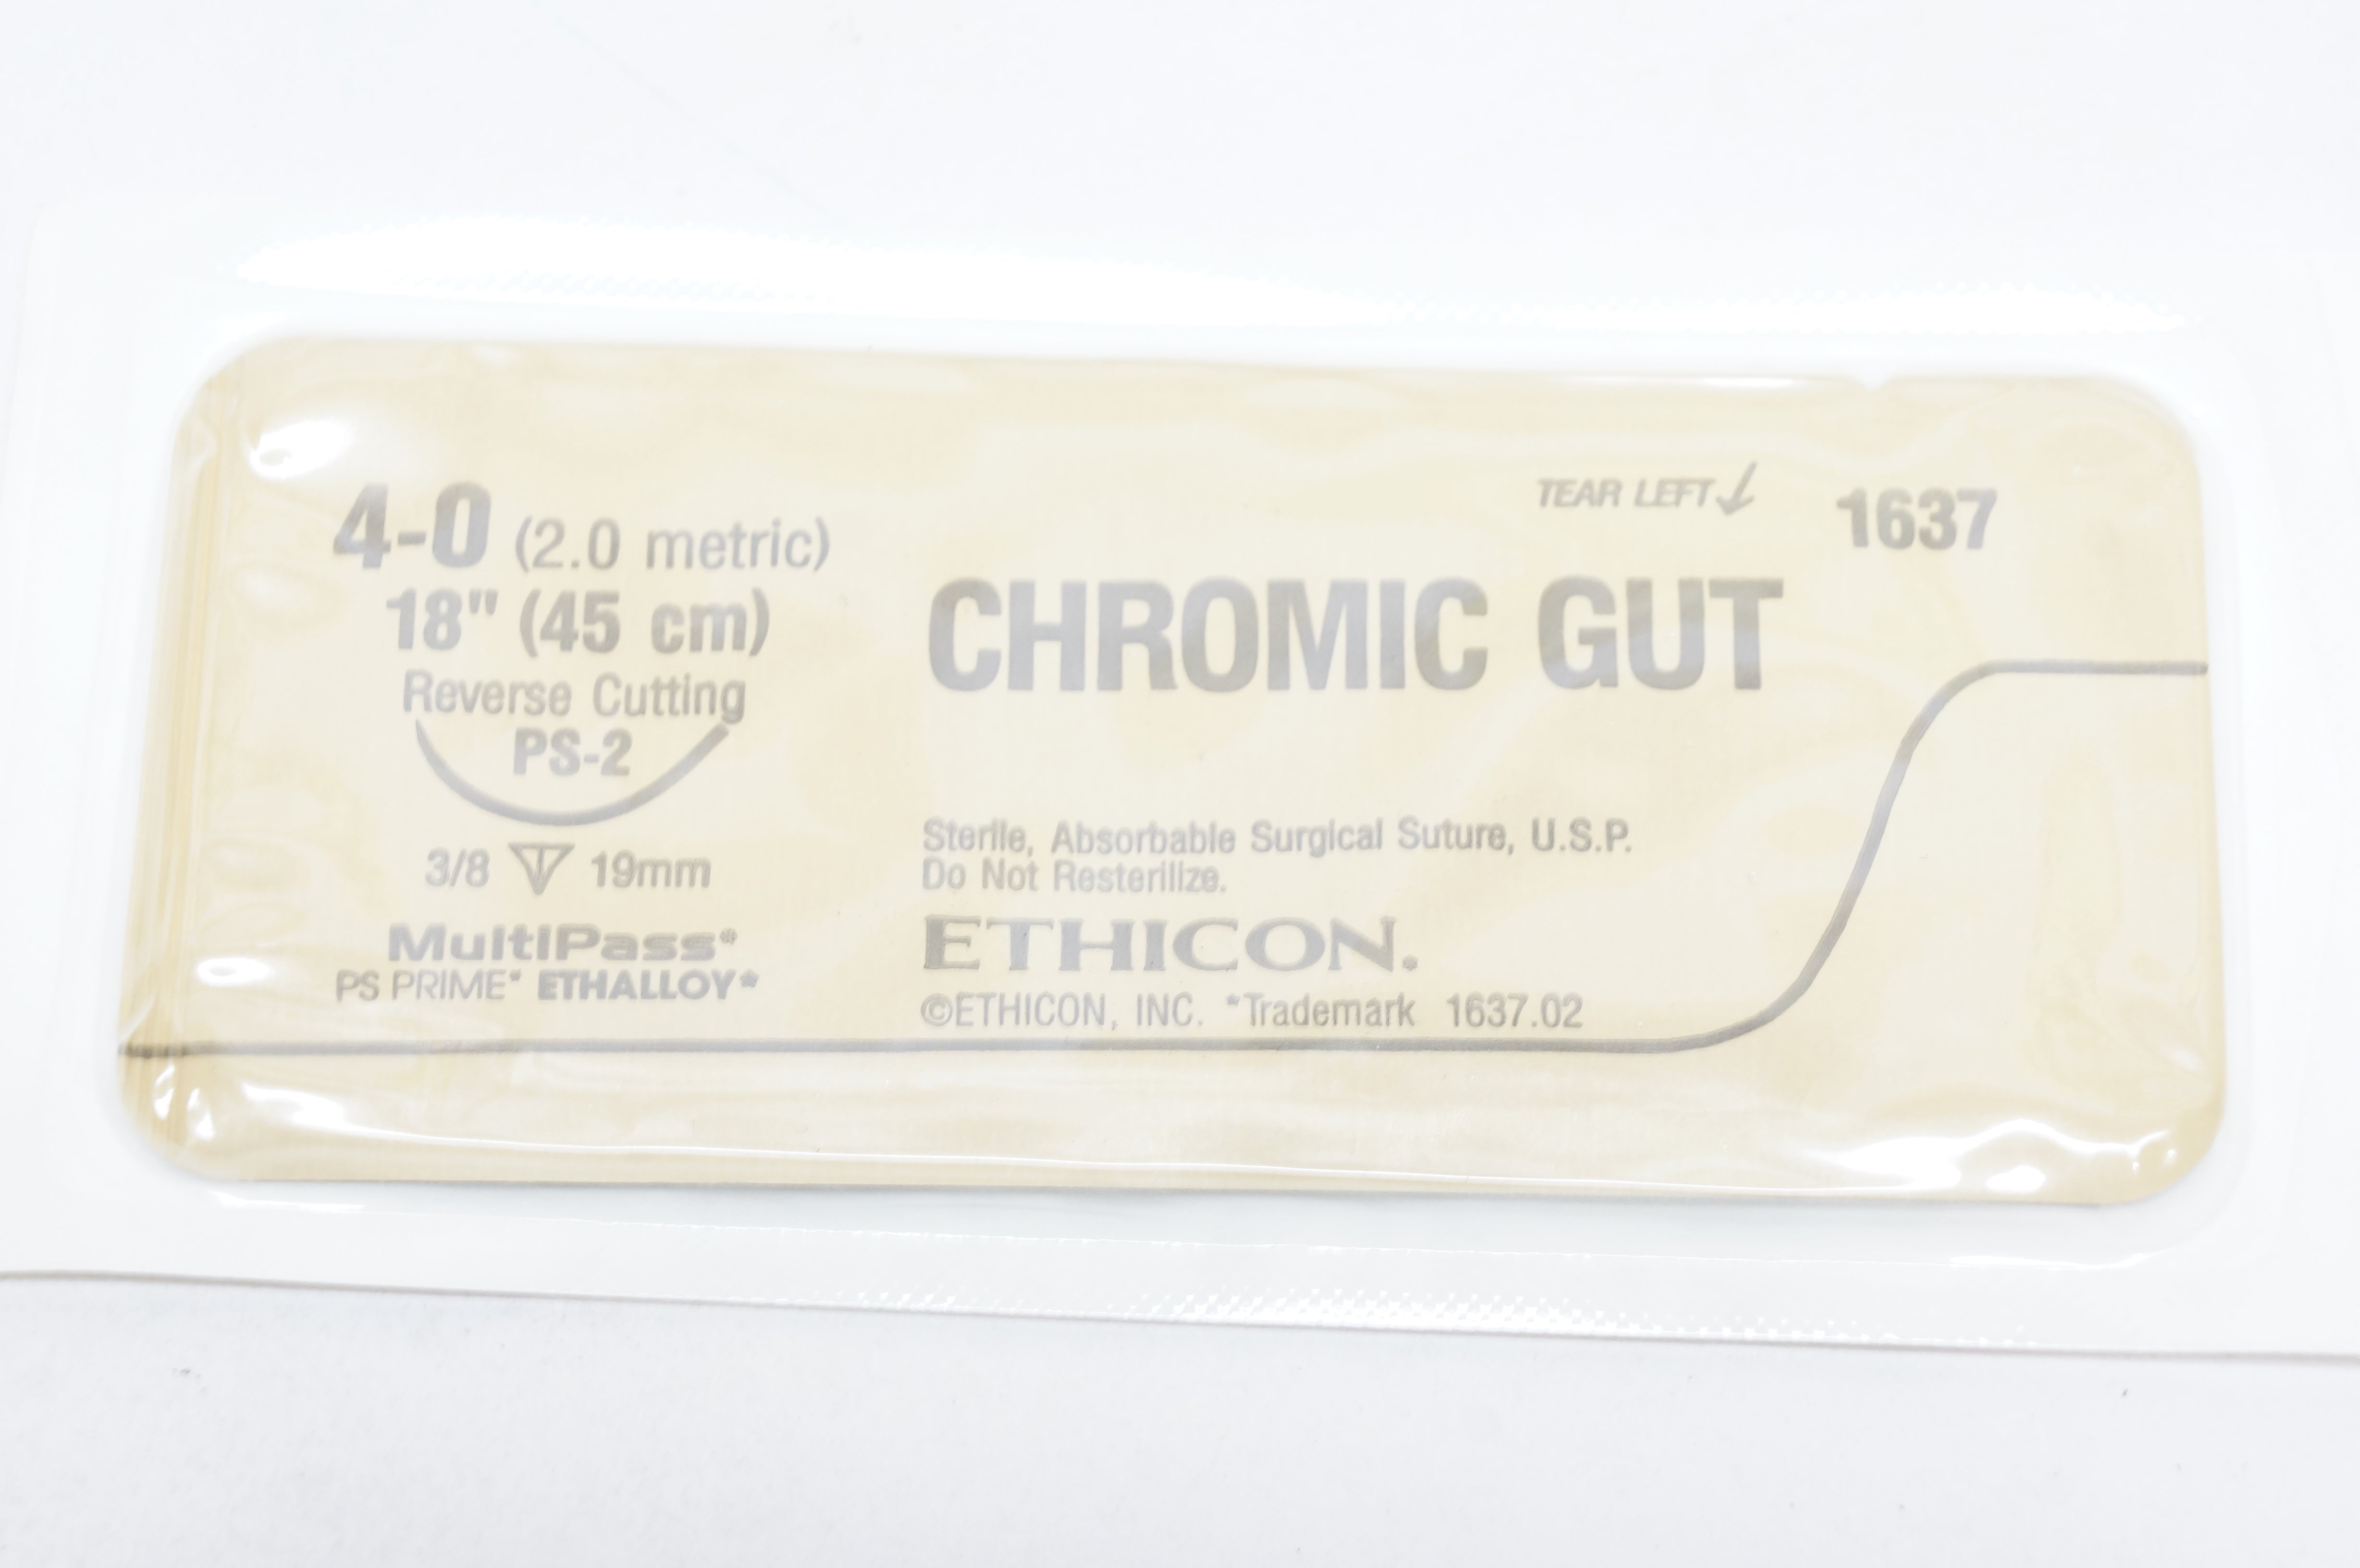 4-0 (2.0 metric)
18" (45 cm)
Reverse Cutting
PS-2
3/8 19mm
MultiPass*
PS PRIME* ETHALLOY*
TEAR LEFT
1637
CHROMIC GUT
Sterile, Absorbable Surgical Suture, U.S.P.
Do Not Resterilize.
ETHICON.
©ETHICON, INC. *Trademark 1637.02